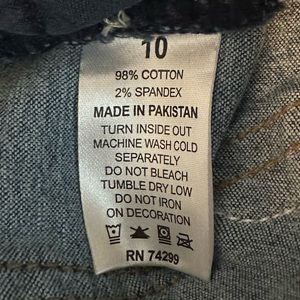 10
98% COTTON
2% SPANDEX
MADE IN PAKISTAN
TURN INSIDE OUT
MACHINE WASH COLD
SEPARATELY
DO NOT BLEACH
TUMBLE DRY LOW
DO NOT IRON
ON DECORATION
RN 74299